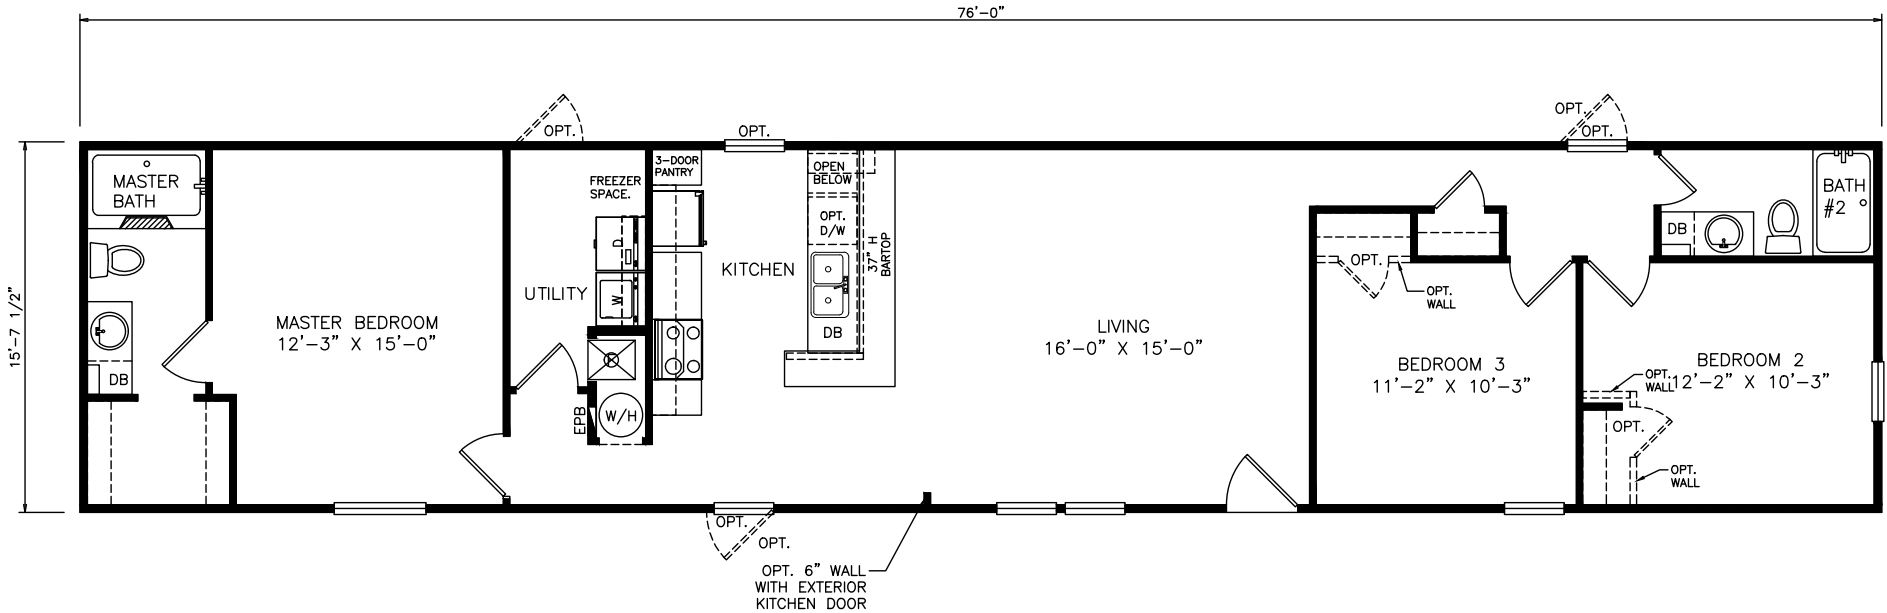 76'-0"
15'-7 1/2"
OPT.
OPT.
OPT.
OPT.
MASTER
BATH
DB
MASTER BEDROOM
12'-3" X 15'-0"
FREEZER
SPACE.
D
W
UTILITY
EPB
W/H
3-DOOR
PANTRY
KITCHEN
OPEN
BELOW
OPT.
D/W
DB
37" H
BARTOP
LIVING
16'-0" X 15'-0"
OPT.
OPT.
WALL
BEDROOM 3
11'-2" X 10'-3"
DB
BATH
#2
BEDROOM 2
12'-2" X 10'-3"
OPT.
WALL
OPT.
OPT.
WALL
OPT.
OPT.
OPT. 6" WALL
WITH EXTERIOR
KITCHEN DOOR